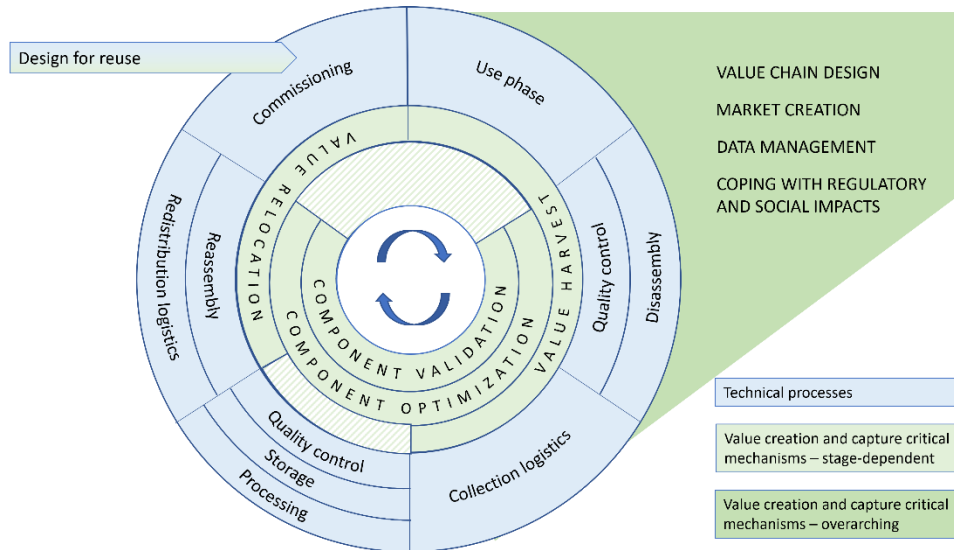 Design for reuse
Commissioning
Use phase
VALUE CHAIN DESIGN
MARKET CREATION
DATA MANAGEMENT
COPING WITH REGULATORY
AND SOCIAL IMPACTS
Redistribution logistics
Reassembly
VALUE RELOCATION
COMPONENT VALIDATION
COMPONENT OPTIMIZATION
VALUE HARVEST
Quality control
Disassembly
Quality control
Storage
Processing
Collection logistics
Technical processes
Value creation and capture critical
mechanisms – stage-dependent
Value creation and capture critical
mechanisms – overarching